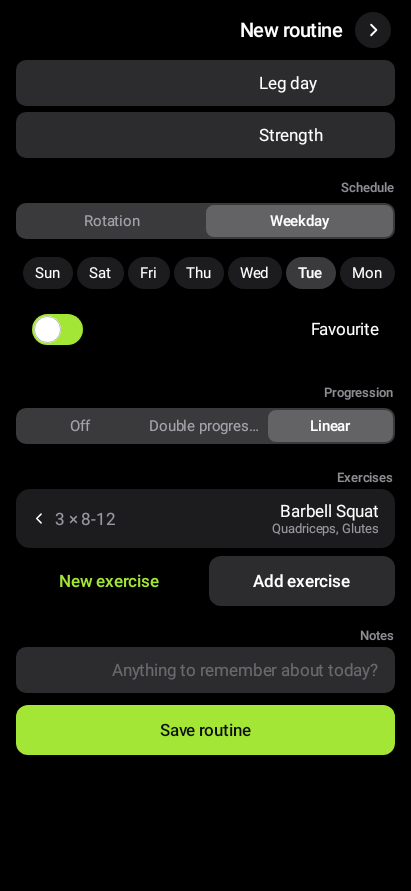 New routine
Leg day
Strength
Schedule
Rotation Weekday
Sun Sat Fri Thu Wed Tue Mon
Favourite
Progression
Off Double progres… Linear
Exercises
Barbell Squat
3 × 8-12
Quadriceps, Glutes
New exercise Add exercise
Notes
Anything to remember about today?
Save routine